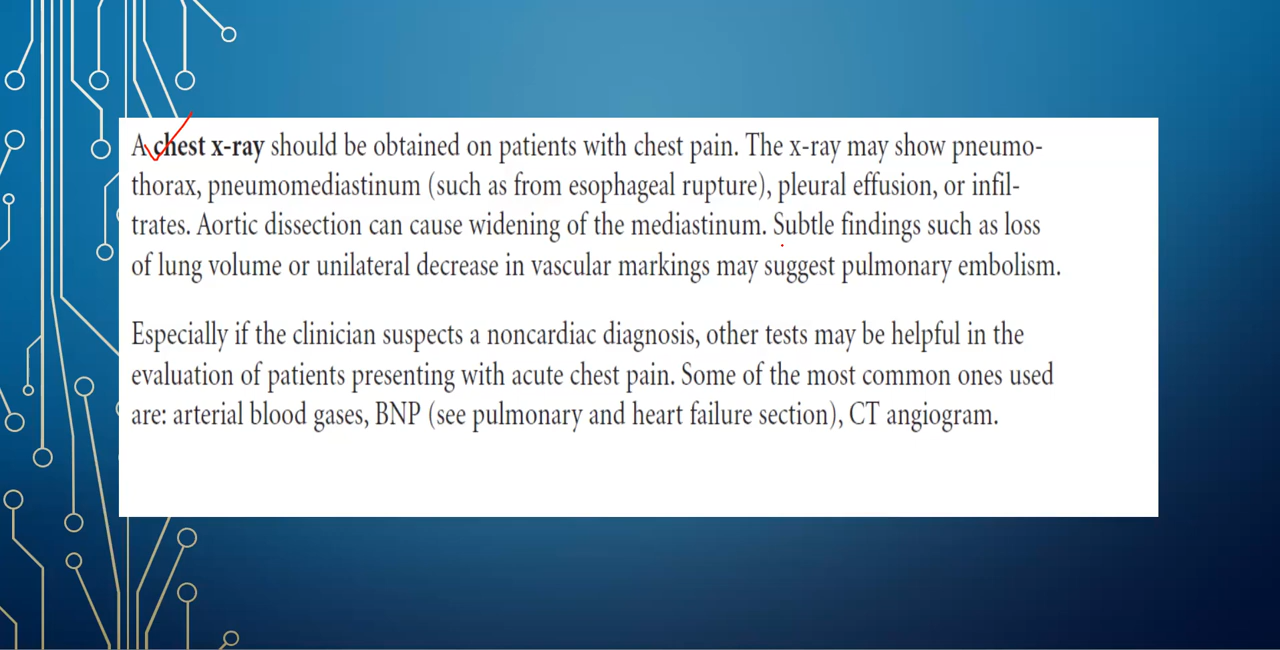 A chest x-ray should be obtained on patients with chest pain. The x-ray may show pneumo-
thorax, pneumomediastinum (such as from esophageal rupture), pleural effusion, or infil-
trates. Aortic dissection can cause widening of the mediastinum. Subtle findings such as loss
of lung volume or unilateral decrease in vascular markings may suggest pulmonary embolism.
Especially if the clinician suspects a noncardiac diagnosis, other tests may be helpful in the
evaluation of patients presenting with acute chest pain. Some of the most common ones used
are: arterial blood gases, BNP (see pulmonary and heart failure section), CT angiogram.